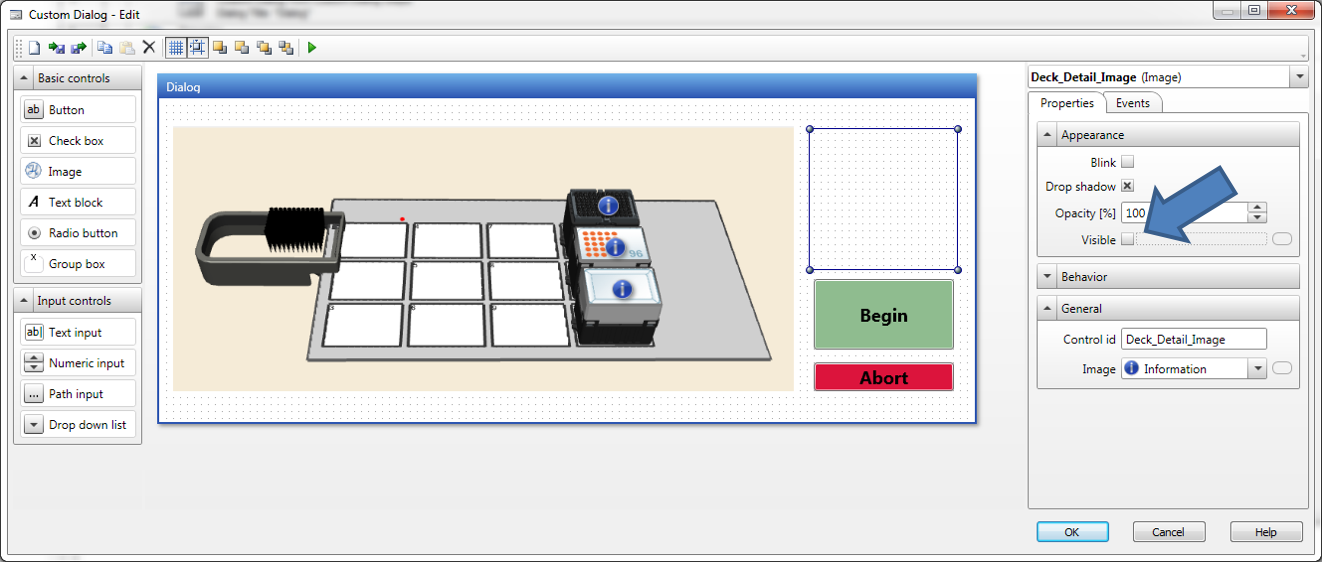 Custom Dialog - Edit
Basic controls
ab Button
Check box
Image
A Text block
Radio button
x Group box
Input controls
ab| Text input
Numeric input
... Path input
Drop down list
Dialog
96
Begin
Abort
Deck_Detail_Image (Image)
Properties Events
Appearance
Blink
Drop shadow
Opacity [%] 100
Visible
Behavior
General
Control id Deck_Detail_Image
Image Information
OK Cancel Help